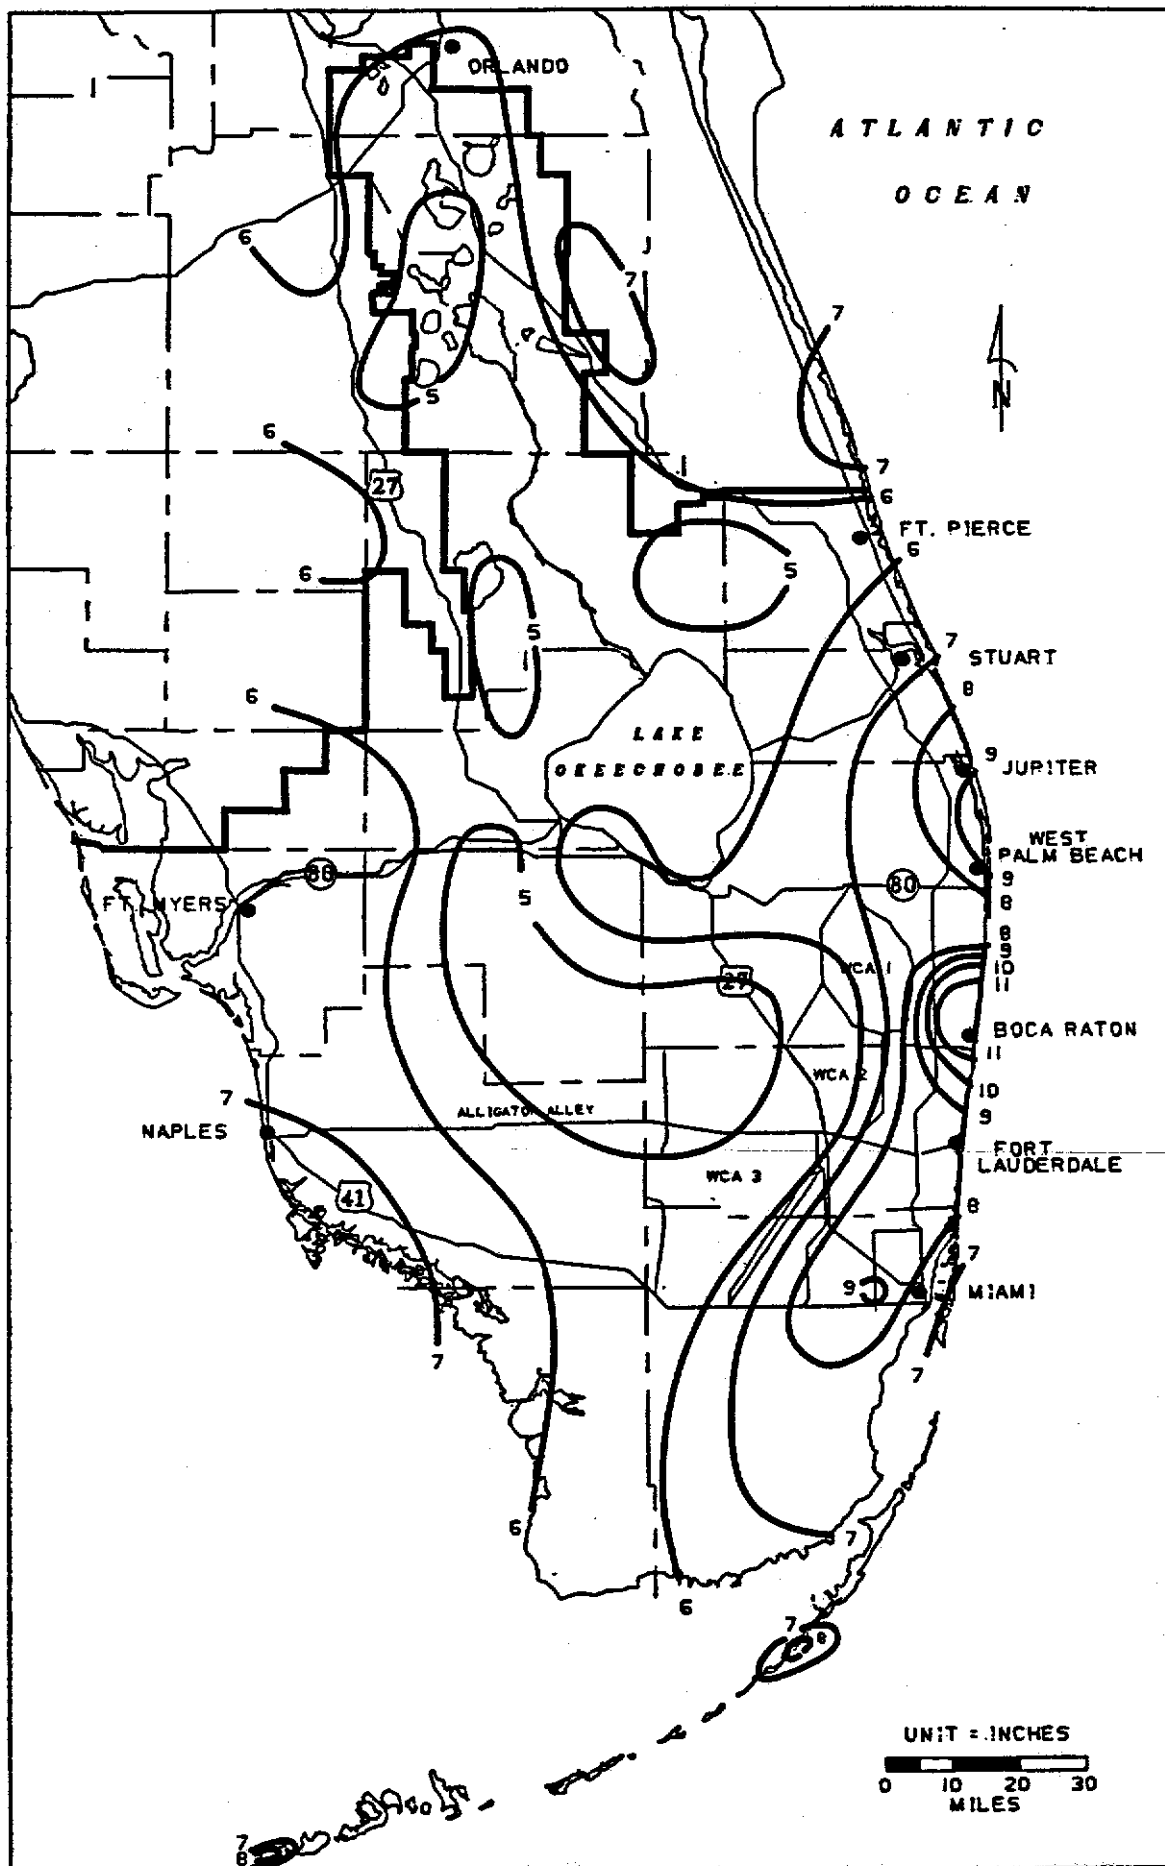 ORLANDO
ATLANTIC
OCEAN
6
7
7
5
N
6
27
7
6
FT. PIERCE
6
5
6
5
7
STUART
8
6
LAKE
OKEECHOBEE
9
JUPITER
WEST
PALM BEACH
80
80
9
8
5
FT. MYERS
8
9
WCA 1
10
27
11
BOCA RATON
11
WCA 2
10
7
ALLIGATOR ALLEY
9
NAPLES
FORT
LAUDERDALE
WCA 3
41
8
7
9
MIAMI
7
7
6
7
6
7
8
UNIT = INCHES
0 10 20 30
MILES
7
8